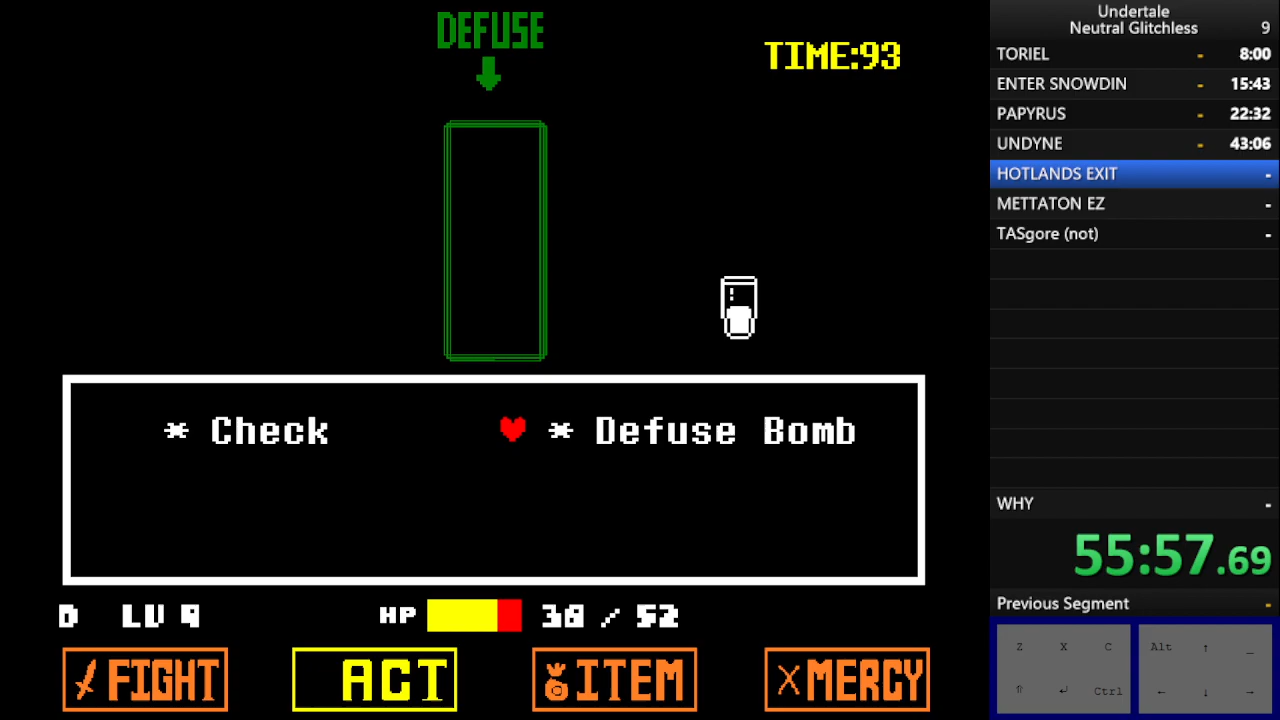 DEFUSE
TIME:93
* Check
* Defuse Bomb
D LV 9
HP 38 / 52
FIGHT
ACT
ITEM
MERCY
Undertale
Neutral Glitchless 9
TORIEL - 8:00
ENTER SNOWDIN - 15:43
PAPYRUS - 22:32
UNDYNE - 43:06
HOTLANDS EXIT -
METTATON EZ -
TASgore (not) -
WHY -
55:57.69
Previous Segment -
Z X C Alt ↑ _
⇧ ↵ Ctrl ← ↓ →